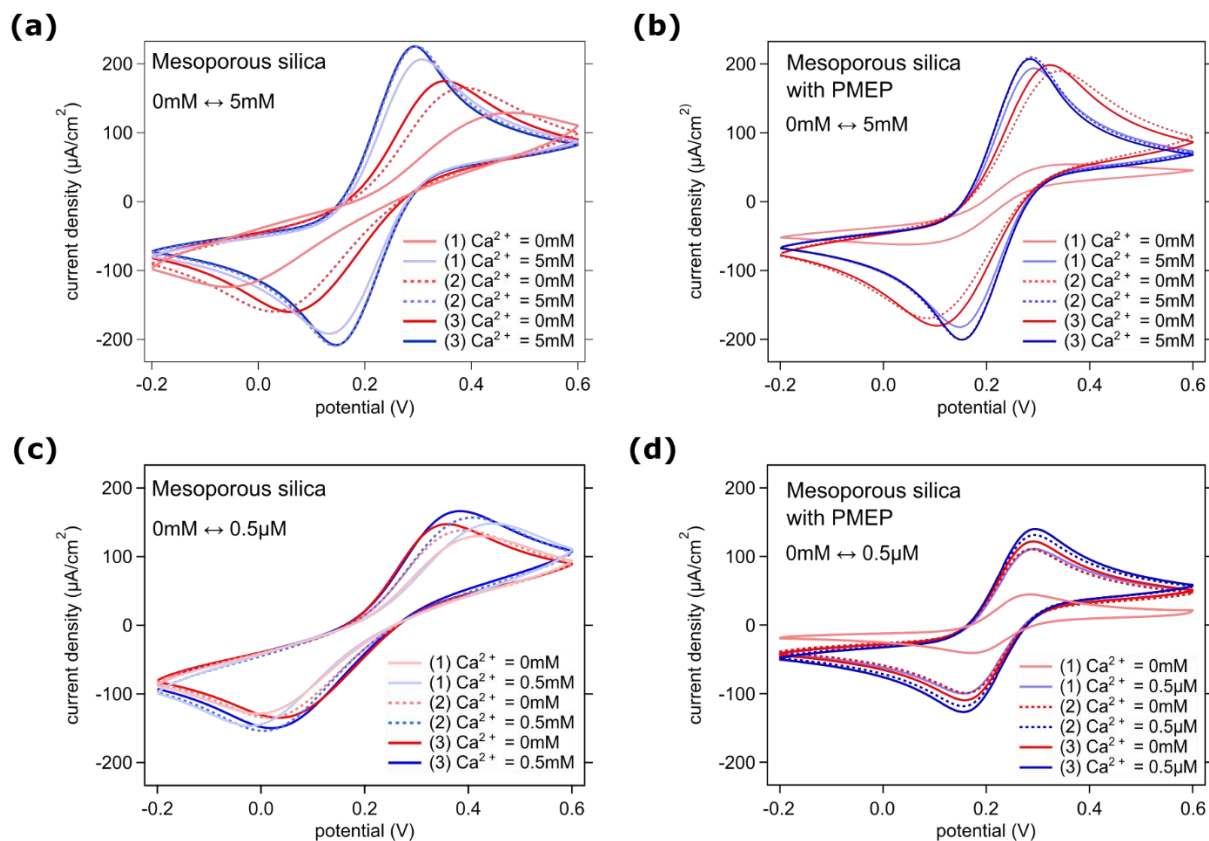 (a)
Mesoporous silica
0mM ↔ 5mM
200
100
0
-100
-200
current density (µA/cm²)
(1) Ca²⁺ = 0mM
(1) Ca²⁺ = 5mM
(2) Ca²⁺ = 0mM
(2) Ca²⁺ = 5mM
(3) Ca²⁺ = 0mM
(3) Ca²⁺ = 5mM
-0.2 0.0 0.2 0.4 0.6
potential (V)
(b)
Mesoporous silica
with PMEP
0mM ↔ 5mM
200
100
0
-100
-200
current density (µA/cm²)
(1) Ca²⁺ = 0mM
(1) Ca²⁺ = 5mM
(2) Ca²⁺ = 0mM
(2) Ca²⁺ = 5mM
(3) Ca²⁺ = 0mM
(3) Ca²⁺ = 5mM
-0.2 0.0 0.2 0.4 0.6
potential (V)
(c)
Mesoporous silica
0mM ↔ 0.5µM
200
100
0
-100
-200
current density (µA/cm²)
(1) Ca²⁺ = 0mM
(1) Ca²⁺ = 0.5mM
(2) Ca²⁺ = 0mM
(2) Ca²⁺ = 0.5mM
(3) Ca²⁺ = 0mM
(3) Ca²⁺ = 0.5mM
-0.2 0.0 0.2 0.4 0.6
potential (V)
(d)
Mesoporous silica
with PMEP
0mM ↔ 0.5µM
200
100
0
-100
-200
current density (µA/cm²)
(1) Ca²⁺ = 0mM
(1) Ca²⁺ = 0.5µM
(2) Ca²⁺ = 0mM
(2) Ca²⁺ = 0.5µM
(3) Ca²⁺ = 0mM
(3) Ca²⁺ = 0.5µM
-0.2 0.0 0.2 0.4 0.6
potential (V)